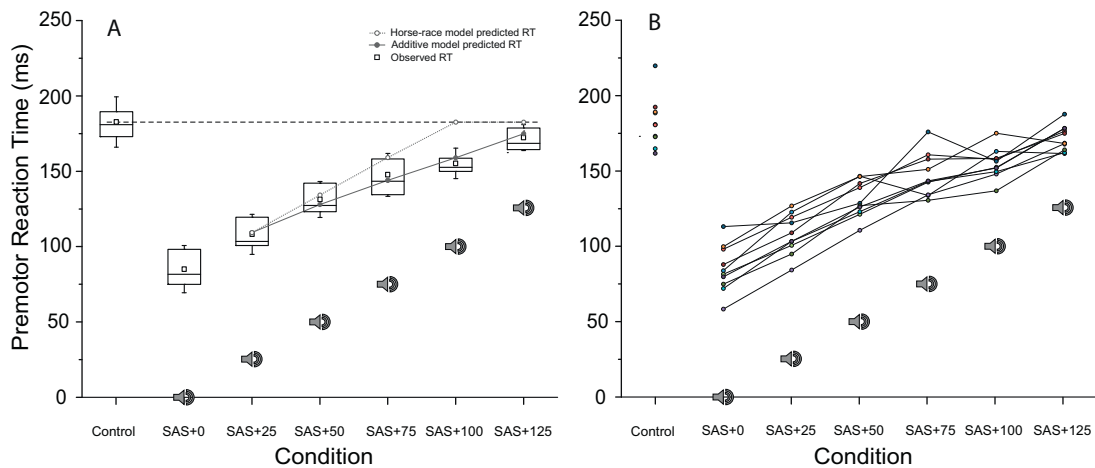 A
Horse-race model predicted RT
Additive model predicted RT
Observed RT
Premotor Reaction Time (ms)
250
200
150
100
50
0
Control SAS+0 SAS+25 SAS+50 SAS+75 SAS+100 SAS+125
Condition
B
250
200
150
100
50
0
Control SAS+0 SAS+25 SAS+50 SAS+75 SAS+100 SAS+125
Condition